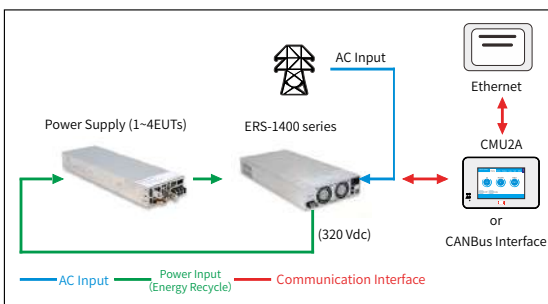 AC Input
Ethernet
Power Supply (1~4EUTs)
ERS-1400 series
CMU2A
(320 Vdc)
or
CANBus Interface
AC Input
Power Input
(Energy Recycle)
Communication Interface